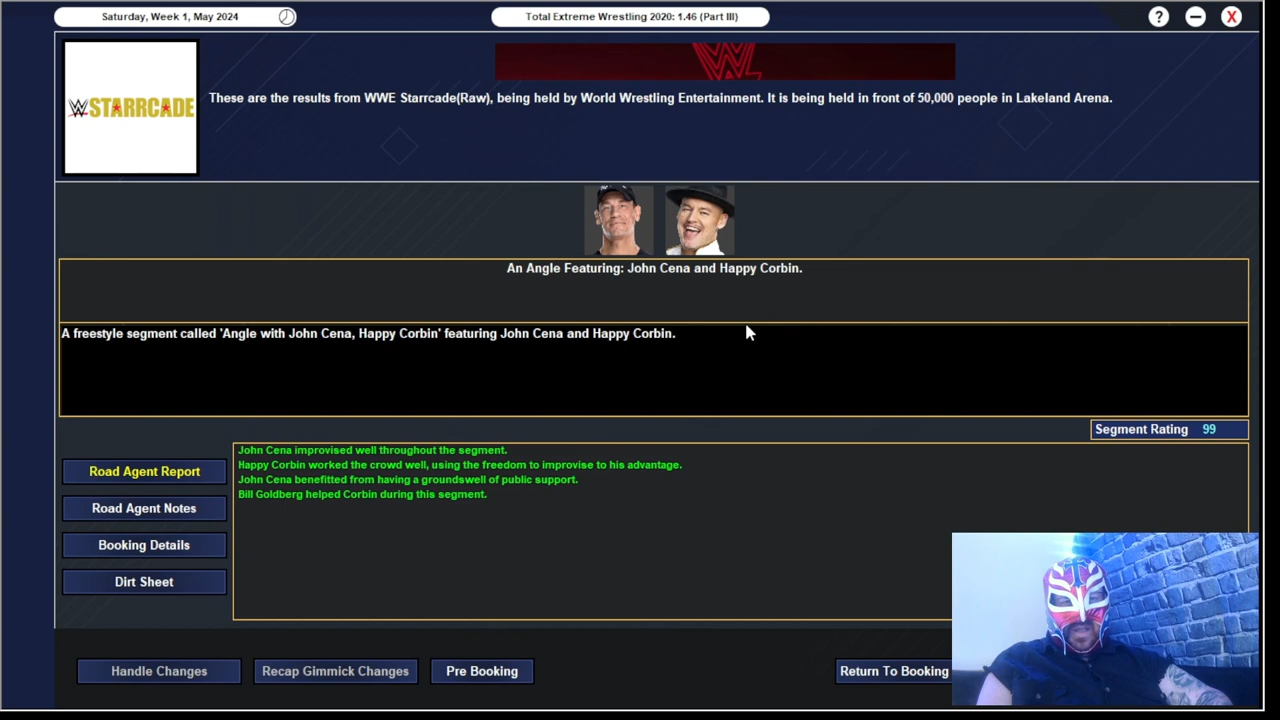 Saturday, Week 1, May 2024
Total Extreme Wrestling 2020: 1.46 (Part III)
?
X
W STARRCADE
These are the results from WWE Starrcade(Raw), being held by World Wrestling Entertainment. It is being held in front of 50,000 people in Lakeland Arena.
An Angle Featuring: John Cena and Happy Corbin.
A freestyle segment called 'Angle with John Cena, Happy Corbin' featuring John Cena and Happy Corbin.
Segment Rating 99
Road Agent Report
Road Agent Notes
Booking Details
Dirt Sheet
John Cena improvised well throughout the segment.
Happy Corbin worked the crowd well, using the freedom to improvise to his advantage.
John Cena benefitted from having a groundswell of public support.
Bill Goldberg helped Corbin during this segment.
Handle Changes
Recap Gimmick Changes
Pre Booking
Return To Booking